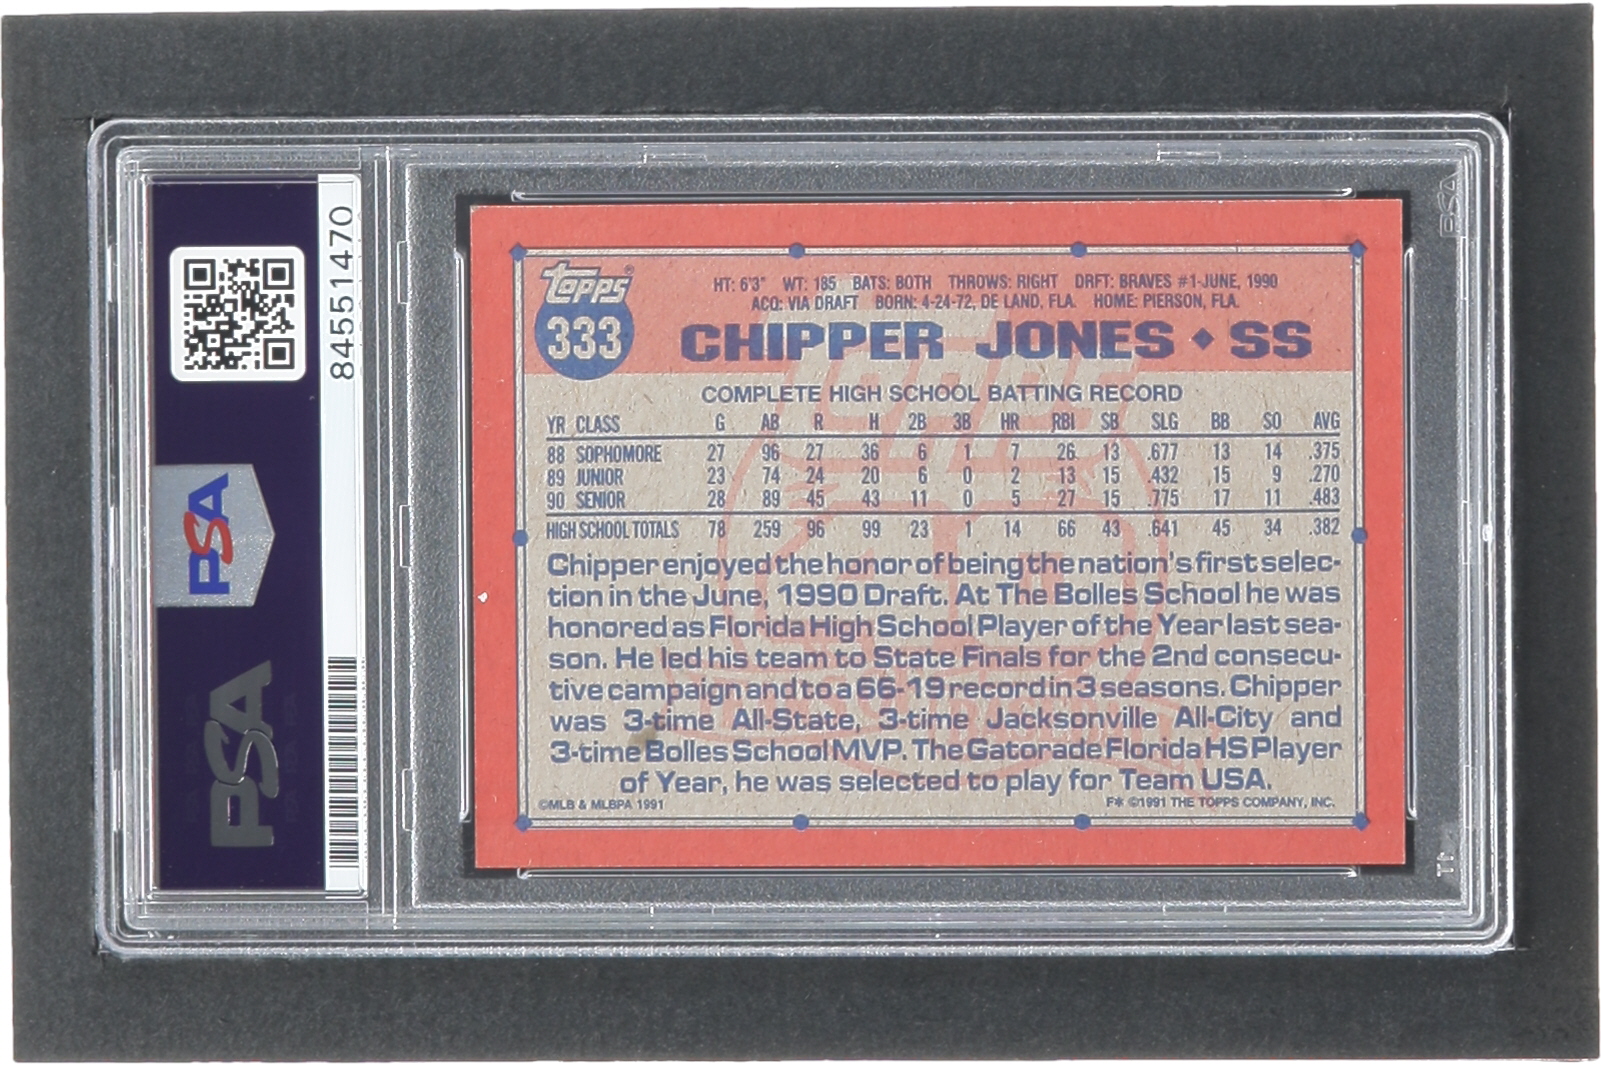 84551470
PSA
PSA
PSA
topps®
333
HT: 6'3" WT: 185 BATS: BOTH THROWS: RIGHT DRFT: BRAVES #1-JUNE, 1990
ACQ: VIA DRAFT BORN: 4-24-72, DE LAND, FLA. HOME: PIERSON, FLA.
CHIPPER JONES ◆ SS
COMPLETE HIGH SCHOOL BATTING RECORD
YR CLASS G AB R H 2B 3B HR RBI SB SLG BB SO AVG
88 SOPHOMORE 27 96 27 36 6 1 7 26 13 .677 13 14 .375
89 JUNIOR 23 74 24 20 6 0 2 13 15 .432 15 9 .270
90 SENIOR 28 89 45 43 11 0 5 27 15 .775 17 11 .483
HIGH SCHOOL TOTALS 78 259 96 99 23 1 14 66 43 .641 45 34 .382
Chipper enjoyed the honor of being the nation's first selec-
tion in the June, 1990 Draft. At The Bolles School he was
honored as Florida High School Player of the Year last sea-
son. He led his team to State Finals for the 2nd consecu-
tive campaign and to a 66-19 record in 3 seasons. Chipper
was 3-time All-State, 3-time Jacksonville All-City and
3-time Bolles School MVP. The Gatorade Florida HS Player
of Year, he was selected to play for Team USA.
©MLB & MLBPA 1991 F* ©1991 THE TOPPS COMPANY, INC.